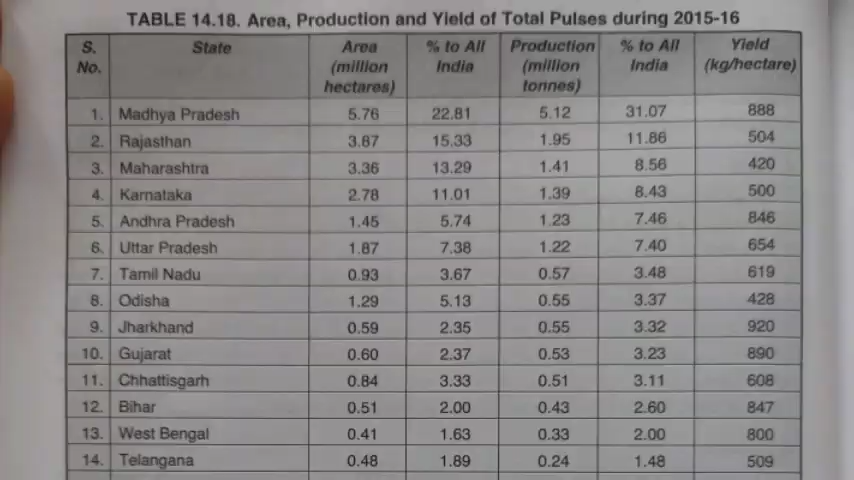 TABLE 14.18. Area, Production and Yield of Total Pulses during 2015-16
S. No. State Area (million hectares) % to All India Production (million tonnes) % to All India Yield (kg/hectare)
1. Madhya Pradesh 5.76 22.81 5.12 31.07 888
2. Rajasthan 3.87 15.33 1.95 11.86 504
3. Maharashtra 3.36 13.29 1.41 8.56 420
4. Karnataka 2.78 11.01 1.39 8.43 500
5. Andhra Pradesh 1.45 5.74 1.23 7.46 846
6. Uttar Pradesh 1.87 7.38 1.22 7.40 654
7. Tamil Nadu 0.93 3.67 0.57 3.48 619
8. Odisha 1.29 5.13 0.55 3.37 428
9. Jharkhand 0.59 2.35 0.55 3.32 920
10. Gujarat 0.60 2.37 0.53 3.23 890
11. Chhattisgarh 0.84 3.33 0.51 3.11 608
12. Bihar 0.51 2.00 0.43 2.60 847
13. West Bengal 0.41 1.63 0.33 2.00 800
14. Telangana 0.48 1.89 0.24 1.48 509